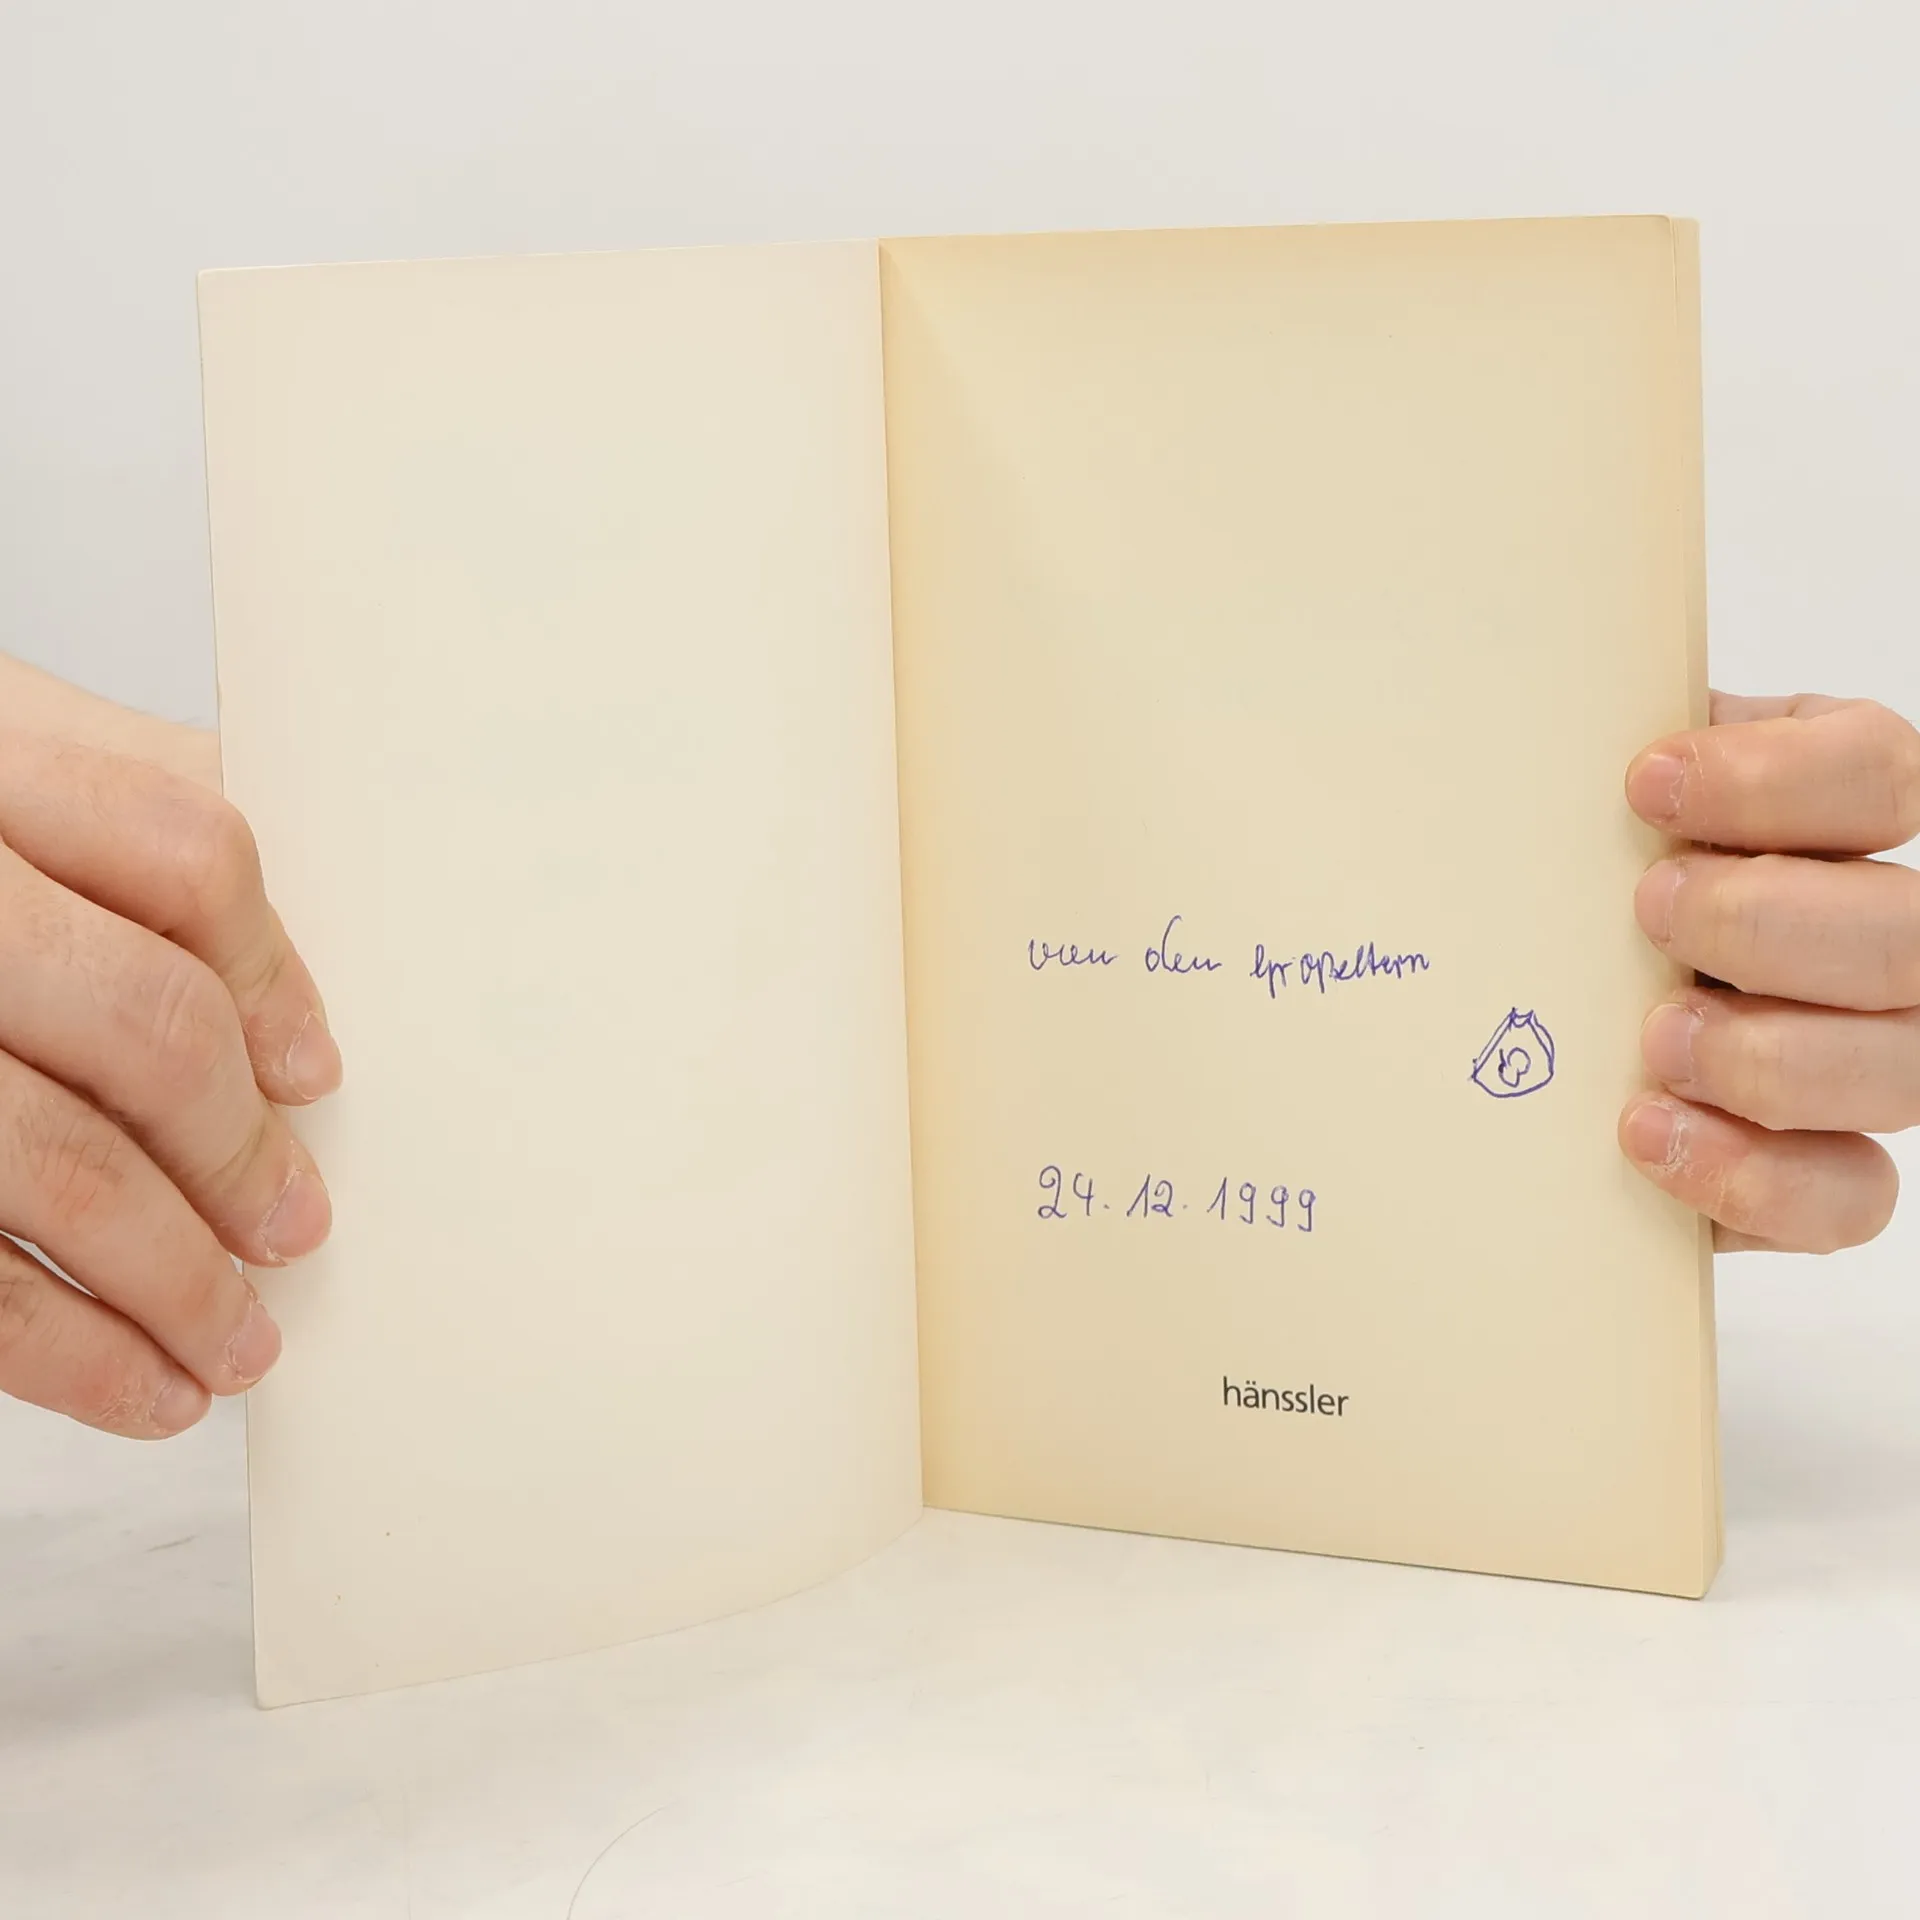 von den Großeltern
24.12.1999
hänssler